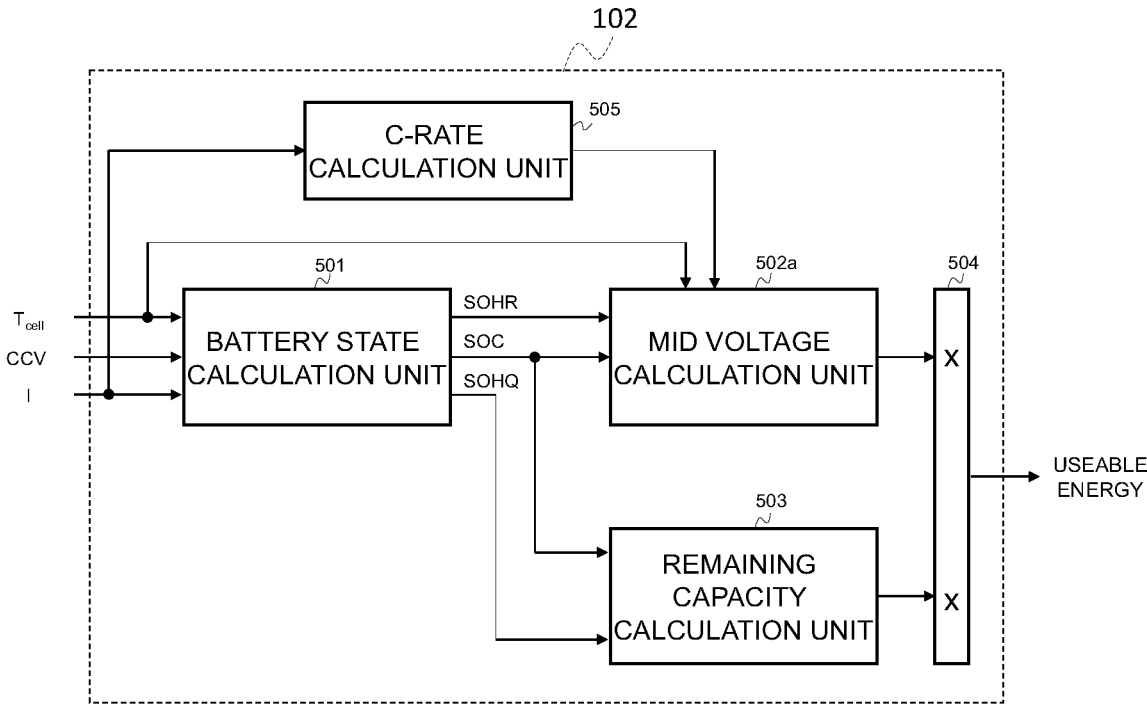 102
505
C-RATE
CALCULATION UNIT
501
502a
504
Tcell
CCV
I
BATTERY STATE
CALCULATION UNIT
SOHR
SOC
SOHQ
MID VOLTAGE
CALCULATION UNIT
X
X
USEABLE
ENERGY
503
REMAINING
CAPACITY
CALCULATION UNIT